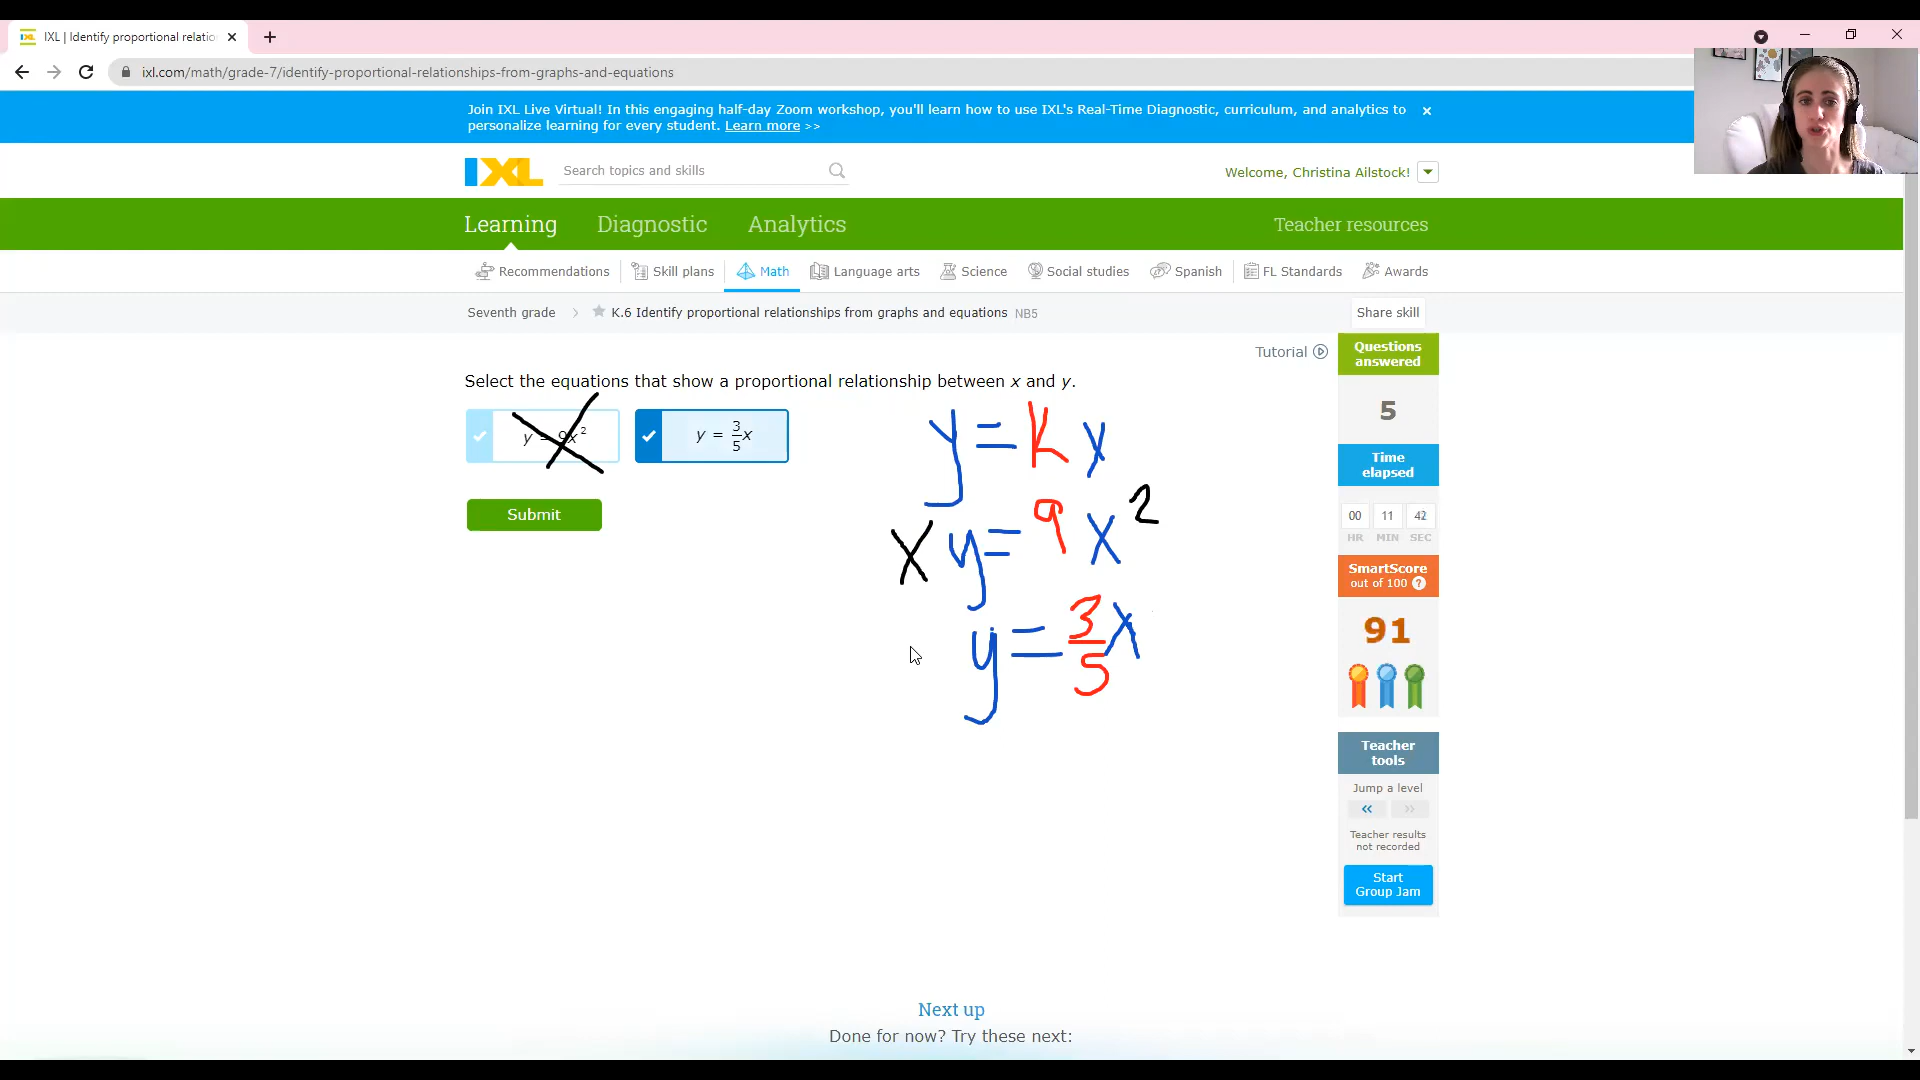 IXL | Identify proportional relatio
ixl.com/math/grade-7/identify-proportional-relationships-from-graphs-and-equations
Join IXL Live Virtual! In this engaging half-day Zoom workshop, you'll learn how to use IXL's Real-Time Diagnostic, curriculum, and analytics to
personalize learning for every student. Learn more >>
IXL
Search topics and skills
Welcome, Christina Ailstock!
Learning Diagnostic Analytics Teacher resources
Recommendations Skill plans Math Language arts Science Social studies Spanish FL Standards Awards
Seventh grade > K.6 Identify proportional relationships from graphs and equations NB5
Share skill
Tutorial
Select the equations that show a proportional relationship between x and y.
y = 9x²
y = 3/5 x
Submit
y = k x
X y = 9 x²
y = 3/5 x
Questions
answered
5
Time
elapsed
00 11 42
HR MIN SEC
SmartScore
out of 100 ?
91
Teacher
tools
Jump a level
<< >>
Teacher results
not recorded
Start
Group Jam
Next up
Done for now? Try these next: